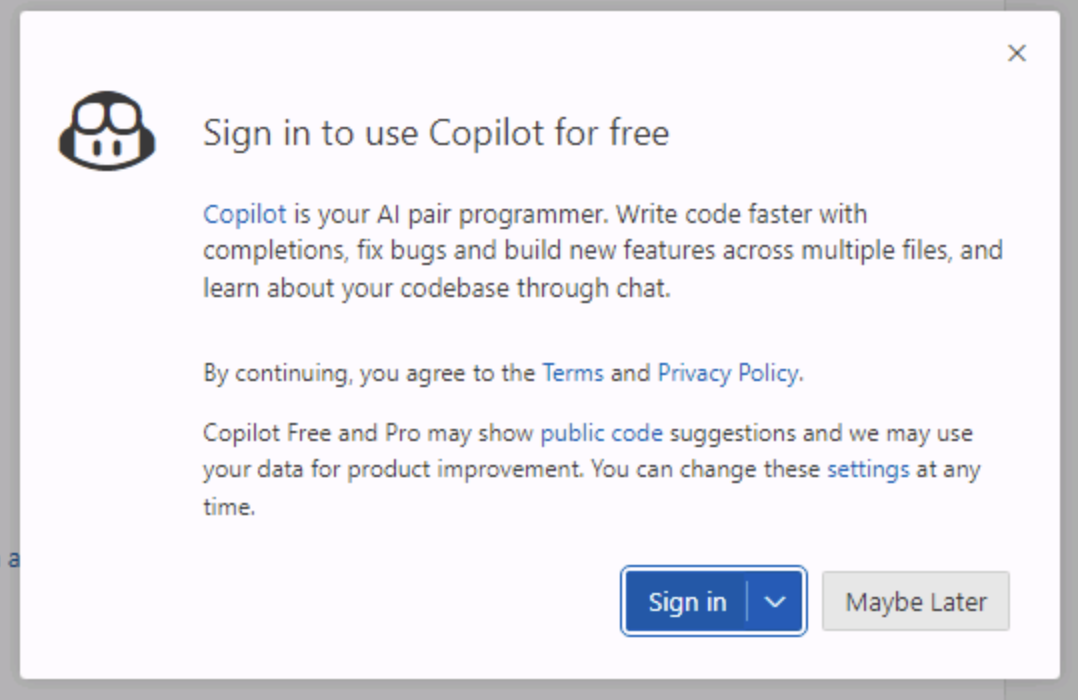 Sign in to use Copilot for free
Copilot is your AI pair programmer. Write code faster with
completions, fix bugs and build new features across multiple files, and
learn about your codebase through chat.
By continuing, you agree to the Terms and Privacy Policy.
Copilot Free and Pro may show public code suggestions and we may use
your data for product improvement. You can change these settings at any
time.
a
Sign in
Maybe Later